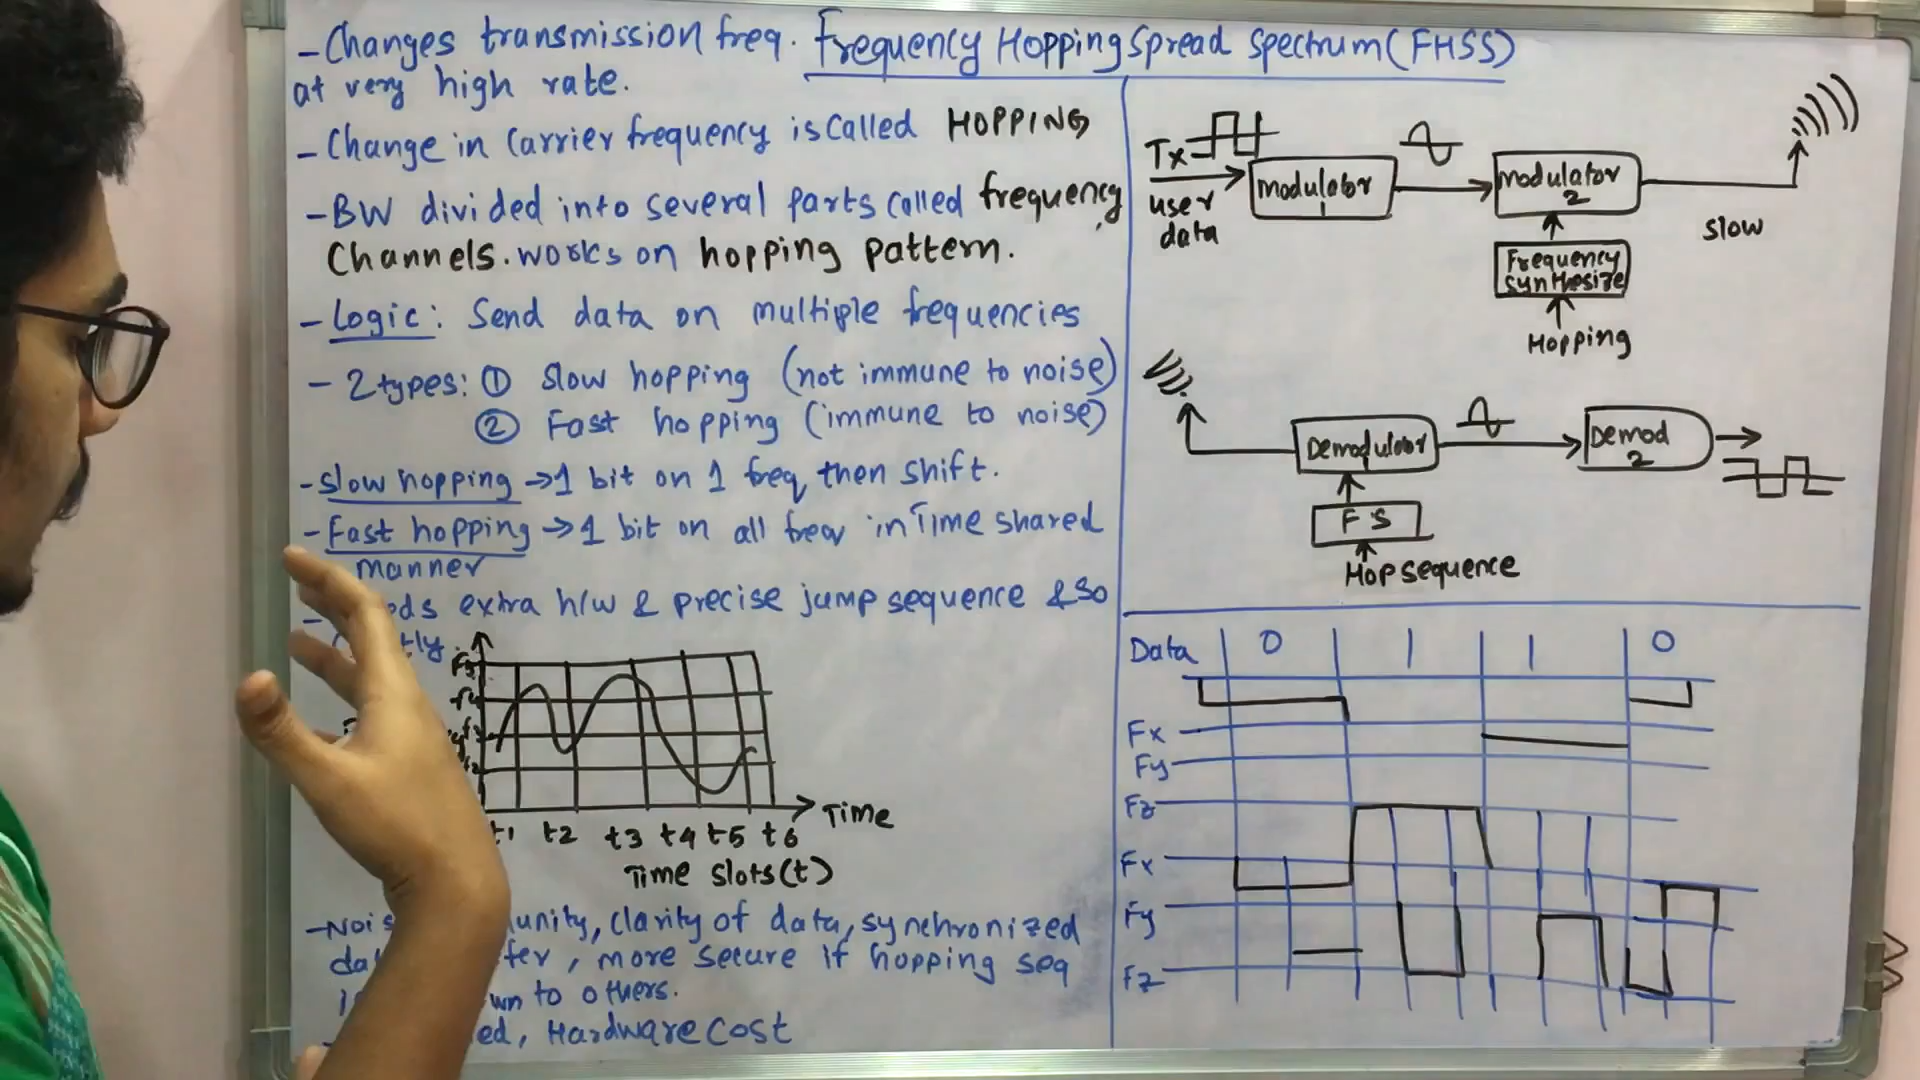 Frequency Hopping Spread Spectrum (FHSS)
- Changes transmission freq.
at very high rate.
- Change in Carrier frequency is Called HOPPING
- BW divided into several Parts Called frequency
Channels. works on hopping pattern.
- Logic: Send data on multiple frequencies
- 2 types: ① Slow hopping (not immune to noise)
② Fast hopping (immune to noise)
- Slow hopping → 1 bit on 1 freq then shift.
- Fast hopping → 1 bit on all freq in Time shared
manner
extra h/w & precise jump sequence & so
F5
f4
f3
f2
t1 t2 t3 t4 t5 t6 Time
Time slots (t)
clarity of data, synchronized
, more secure if hopping seq
to others.
, Hardware Cost
Tx
user
data
Modulator
1
Modulator
2
Slow
Frequency
Synthesize
Hopping
Demodulator
Demod
2
FS
Hop sequence
Data 0 1 1 0
Fx
Fy
Fz
Fx
Fy
Fz